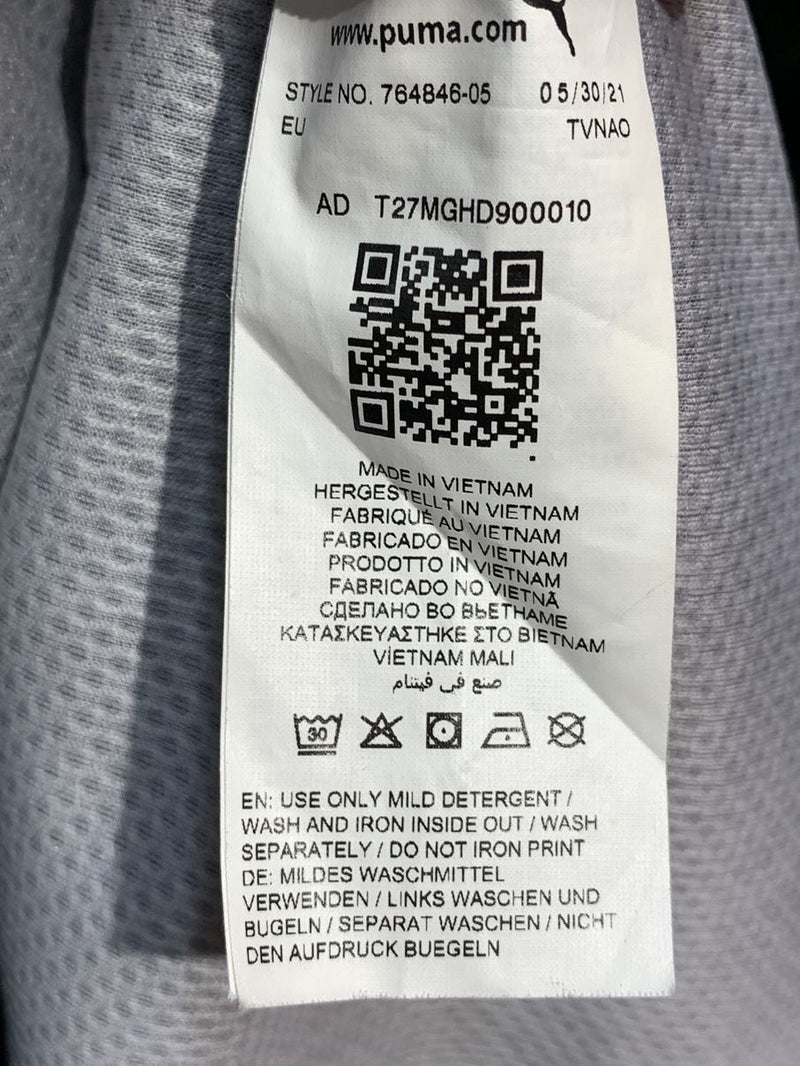 www.puma.com
STYLE NO. 764846-05 05/30/21
EU TVNAO
AD T27MGHD900010
MADE IN VIETNAM
HERGESTELLT IN VIETNAM
FABRIQUÉ AU VIETNAM
FABRICADO EN VIETNAM
PRODOTTO IN VIETNAM
FABRICADO NO VIETNÃ
СДЕЛАНО ВО ВЬЕТНАМЕ
ΚΑΤΑΣΚΕΥΑΣΤΗΚΕ ΣΤΟ ΒΙΕΤΝΑΜ
VİETNAM MALI
صنع في فيتنام
30
EN: USE ONLY MILD DETERGENT /
WASH AND IRON INSIDE OUT / WASH
SEPARATELY / DO NOT IRON PRINT
DE: MILDES WASCHMITTEL
VERWENDEN / LINKS WASCHEN UND
BUGELN / SEPARAT WASCHEN / NICHT
DEN AUFDRUCK BUEGELN